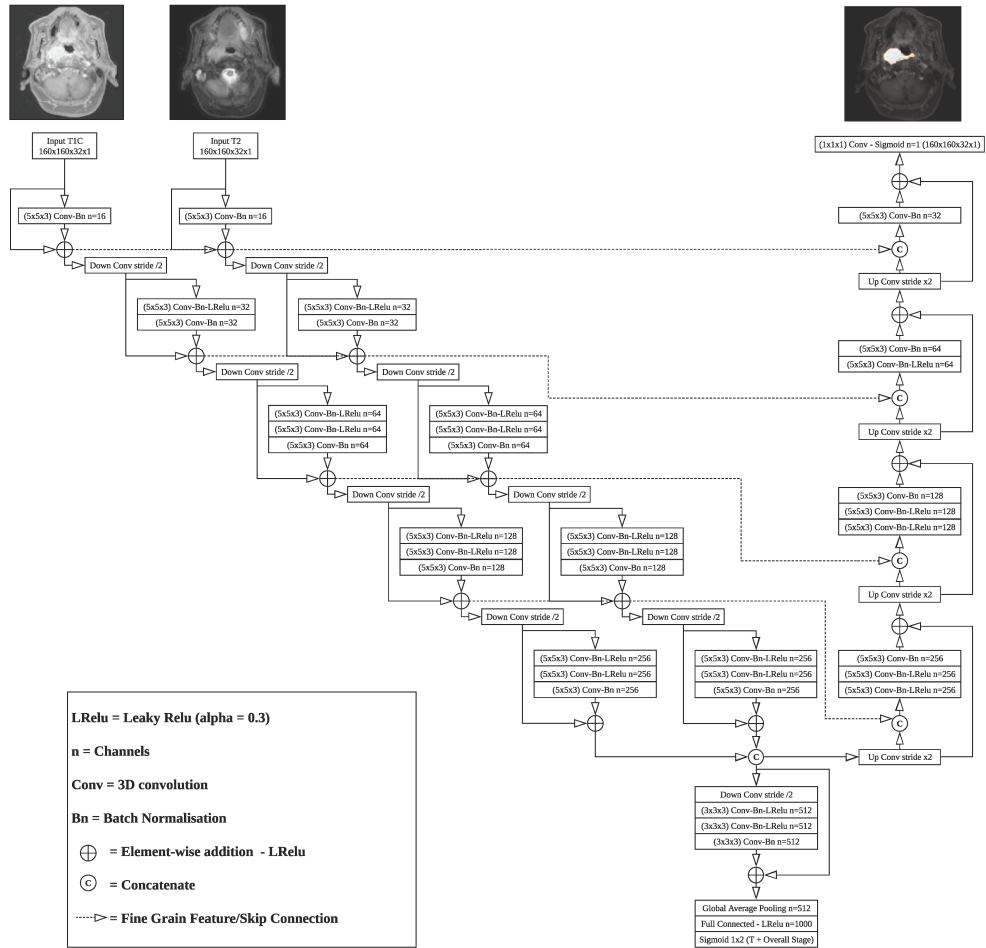 Input T1C
160x160x32x1
Input T2
160x160x32x1
(1x1x1) Conv - Sigmoid n=1 (160x160x32x1)
(5x5x3) Conv-Bn n=16
(5x5x3) Conv-Bn n=16
(5x5x3) Conv-Bn n=32
C
Down Conv stride /2
Down Conv stride /2
Up Conv stride x2
(5x5x3) Conv-Bn-LRelu n=32
(5x5x3) Conv-Bn n=32
(5x5x3) Conv-Bn-LRelu n=32
(5x5x3) Conv-Bn n=32
(5x5x3) Conv-Bn n=64
(5x5x3) Conv-Bn-LRelu n=64
Down Conv stride /2
Down Conv stride /2
C
(5x5x3) Conv-Bn-LRelu n=64
(5x5x3) Conv-Bn-LRelu n=64
(5x5x3) Conv-Bn n=64
(5x5x3) Conv-Bn-LRelu n=64
(5x5x3) Conv-Bn-LRelu n=64
(5x5x3) Conv-Bn n=64
Up Conv stride x2
Down Conv stride /2
Down Conv stride /2
(5x5x3) Conv-Bn n=128
(5x5x3) Conv-Bn-LRelu n=128
(5x5x3) Conv-Bn-LRelu n=128
(5x5x3) Conv-Bn-LRelu n=128
(5x5x3) Conv-Bn-LRelu n=128
(5x5x3) Conv-Bn n=128
(5x5x3) Conv-Bn-LRelu n=128
(5x5x3) Conv-Bn-LRelu n=128
(5x5x3) Conv-Bn n=128
C
Up Conv stride x2
Down Conv stride /2
Down Conv stride /2
(5x5x3) Conv-Bn-LRelu n=256
(5x5x3) Conv-Bn-LRelu n=256
(5x5x3) Conv-Bn n=256
(5x5x3) Conv-Bn-LRelu n=256
(5x5x3) Conv-Bn-LRelu n=256
(5x5x3) Conv-Bn n=256
(5x5x3) Conv-Bn n=256
(5x5x3) Conv-Bn-LRelu n=256
(5x5x3) Conv-Bn-LRelu n=256
C
C
Up Conv stride x2
Down Conv stride /2
(3x3x3) Conv-Bn-LRelu n=512
(3x3x3) Conv-Bn-LRelu n=512
(3x3x3) Conv-Bn n=512
Global Average Pooling n=512
Full Connected - LRelu n=1000
Sigmoid 1x2 (T + Overall Stage)
LRelu = Leaky Relu (alpha = 0.3)
n = Channels
Conv = 3D convolution
Bn = Batch Normalisation
= Element-wise addition - LRelu
C = Concatenate
= Fine Grain Feature/Skip Connection